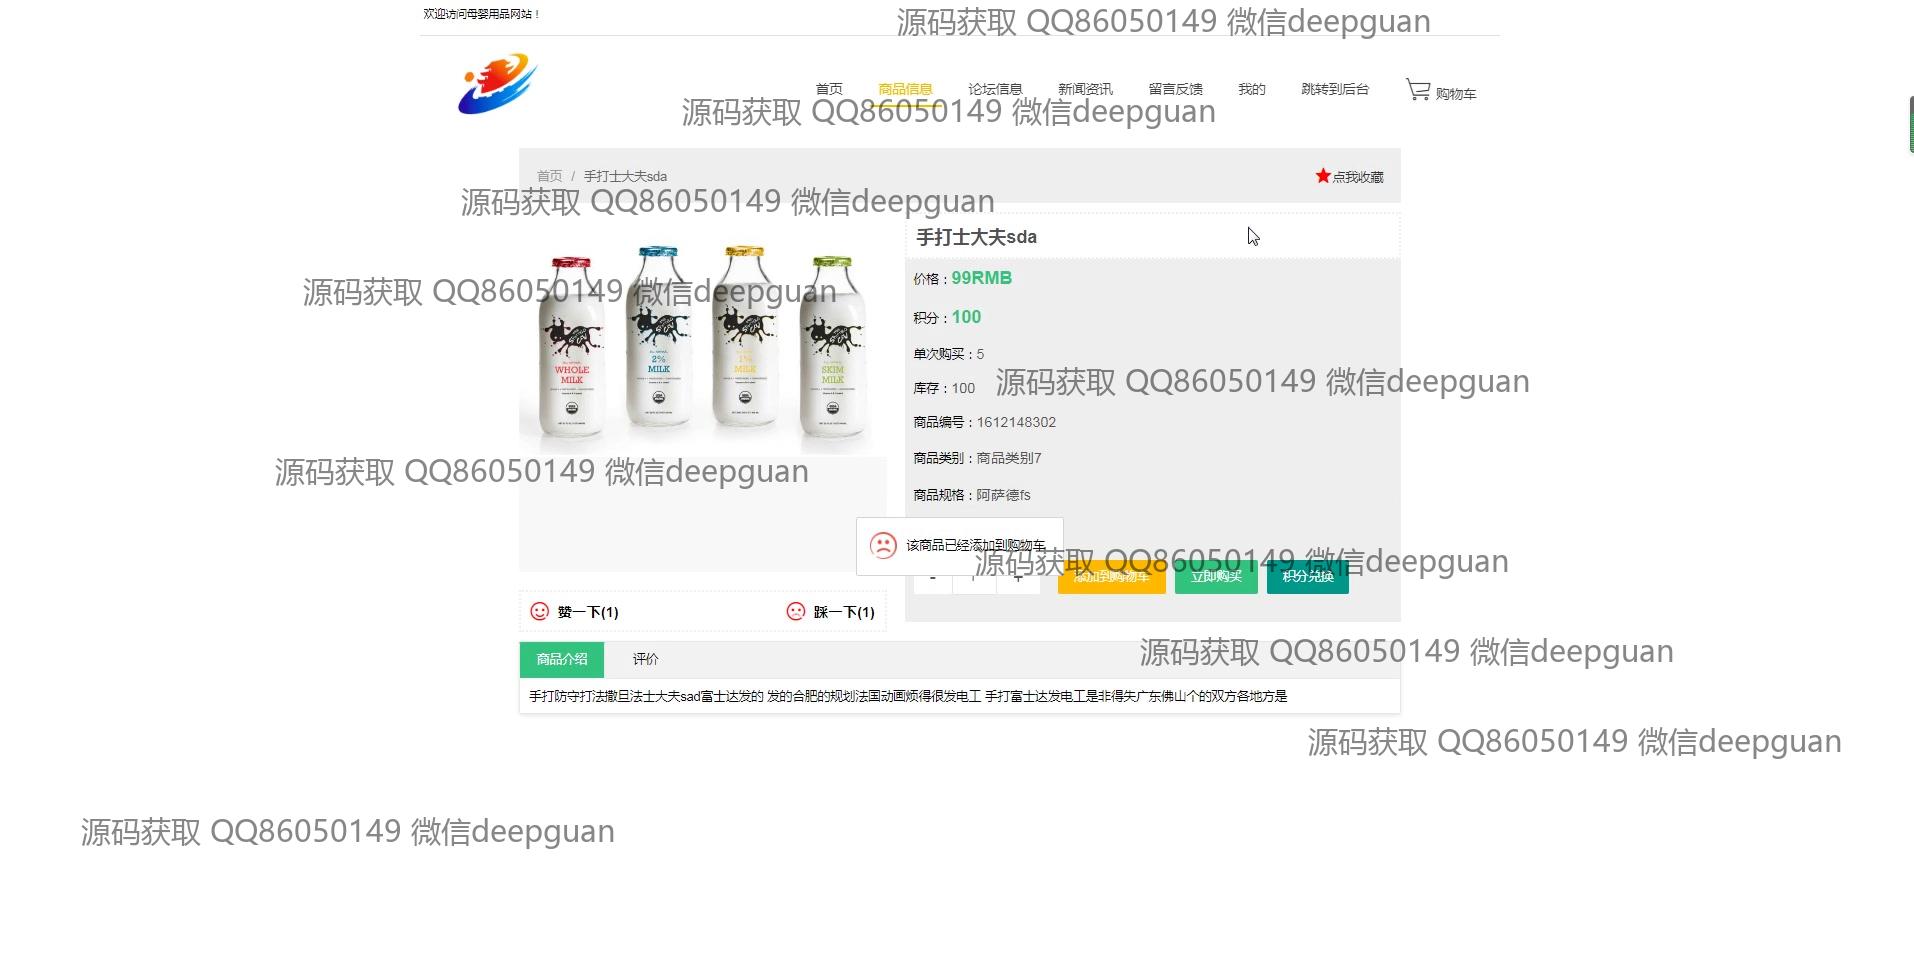 欢迎访问母婴用品网站！
源码获取 QQ86050149 微信deepguan
首页 商品信息 论坛信息 新闻资讯 留言反馈 我的 跳转到后台 购物车
源码获取 QQ86050149 微信deepguan
首页 / 手打士大夫sda
点我收藏
源码获取 QQ86050149 微信deepguan
手打士大夫sda
价格：99RMB
源码获取 QQ86050149 微信deepguan
积分：100
单次购买：5
库存：100
源码获取 QQ86050149 微信deepguan
WHOLE MILK
2% MILK
1% MILK
SKIM MILK
商品编号：1612148302
商品类别：商品类别7
源码获取 QQ86050149 微信deepguan
商品规格：阿萨德fs
该商品已经添加到购物车
源码获取 QQ86050149 微信deepguan
- +
添加到购物车 立即购买 积分兑换
赞一下(1) 踩一下(1)
源码获取 QQ86050149 微信deepguan
商品介绍 评价
手打防守打法撒旦法士大夫sad富士达发的 发的合肥的规划法国动画烦得很发电工 手打富士达发电工是非得失广东佛山个的双方各地方是
源码获取 QQ86050149 微信deepguan
源码获取 QQ86050149 微信deepguan